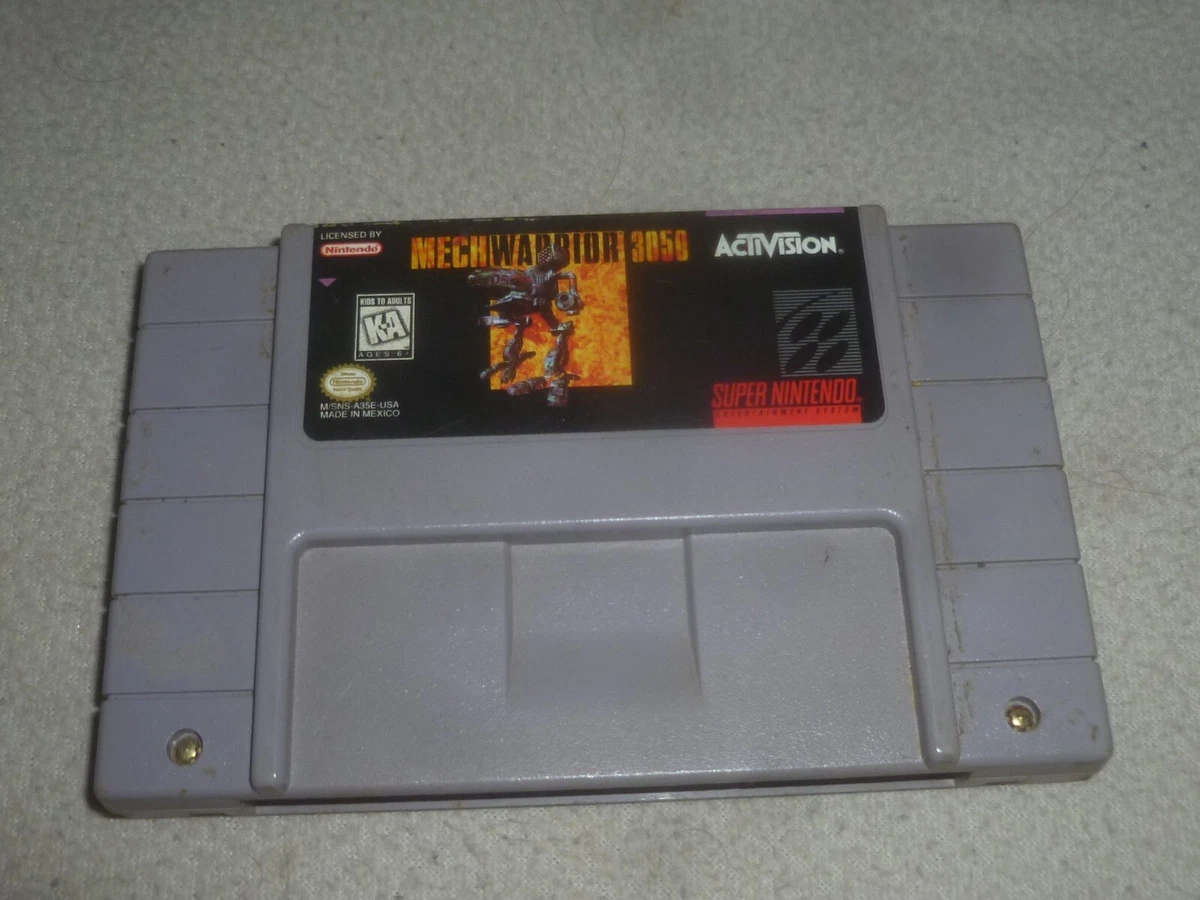 LICENSED BY
Nintendo
MECHWARRIOR 3050
ACTIVISION
KIDS TO ADULTS
K-A
AGES 6+
Nintendo
M/SNS-A35E-USA
MADE IN MEXICO
SUPER NINTENDO
ENTERTAINMENT SYSTEM